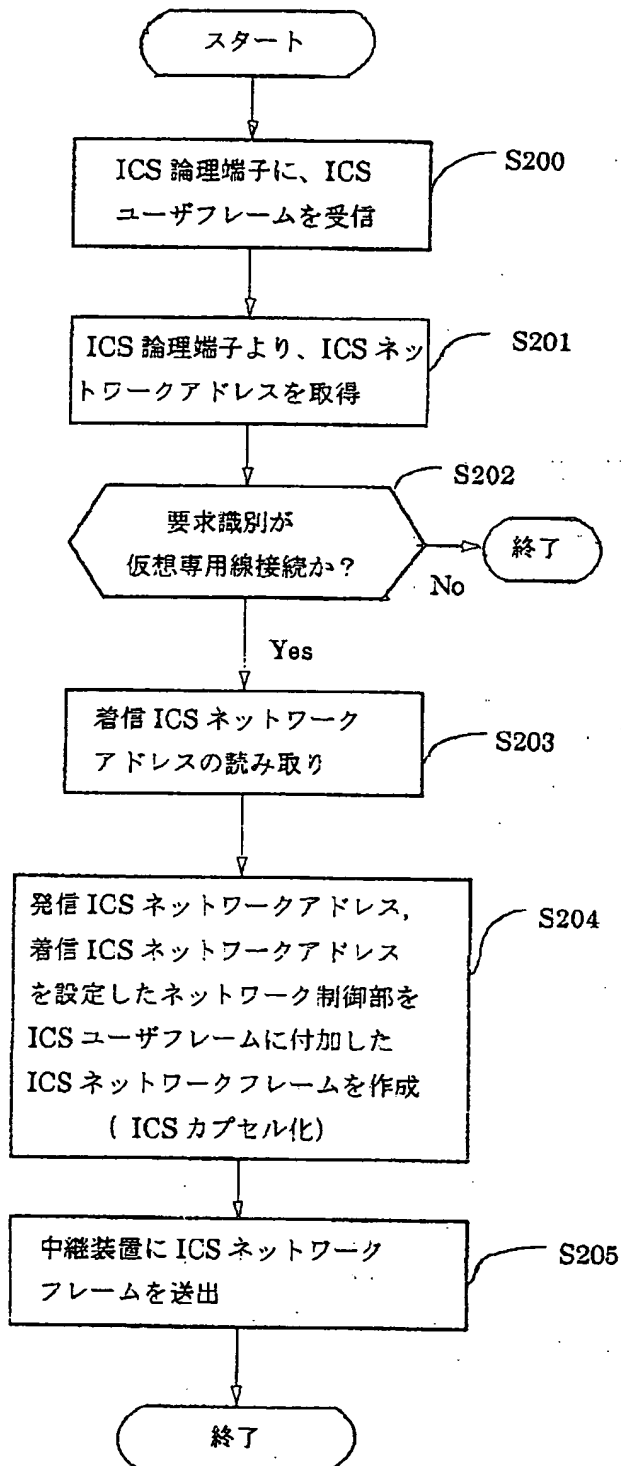 スタート
ICS 論理端子に、ICS
ユーザフレームを受信
S200
ICS 論理端子より、ICS ネッ
トワークアドレスを取得
S201
S202
要求識別が
仮想専用線接続か？
終了
No
Yes
着信 ICS ネットワーク
アドレスの読み取り
S203
発信 ICS ネットワークアドレス,
着信 ICS ネットワークアドレス
を設定したネットワーク制御部を
ICS ユーザフレームに付加した
ICS ネットワークフレームを作成
( ICS カプセル化)
S204
中継装置に ICS ネットワーク
フレームを送出
S205
終了